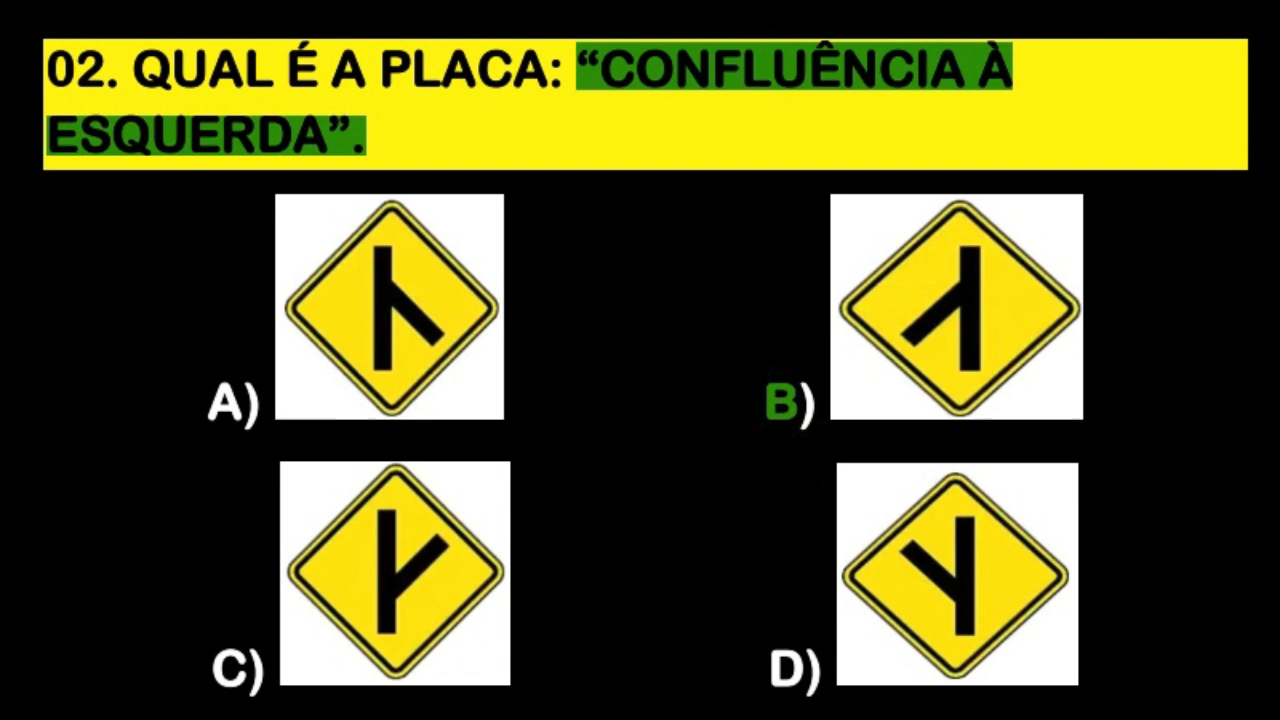 02. QUAL É A PLACA: “CONFLUÊNCIA À
ESQUERDA”.
A)
B)
C)
D)